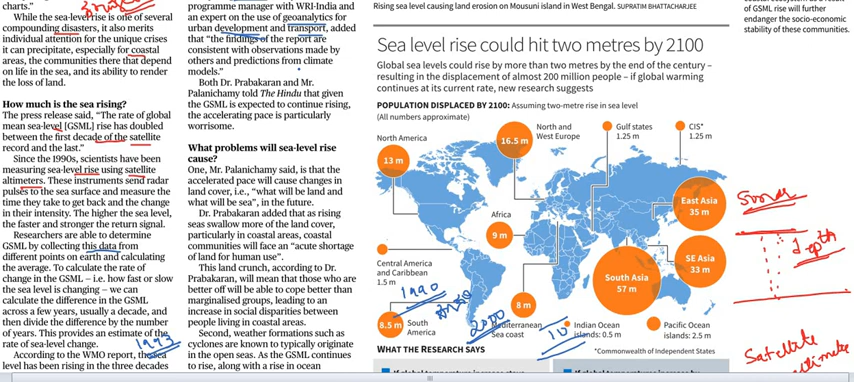 charts."
While the sea-level rise is one of several
compounding disasters, it also merits
individual attention for the unique crises
it can precipitate, especially for coastal
areas, the communities there that depend
on life in the sea, and its ability to render
the loss of land.
How much is the sea rising?
The press release said, "The rate of global
mean sea-level [GSML] rise has doubled
between the first decade of the satellite
record and the last."
Since the 1990s, scientists have been
measuring sea-level rise using satellite
altimeters. These instruments send radar
pulses to the sea surface and measure the
time they take to get back and the change
in their intensity. The higher the sea level,
the faster and stronger the return signal.
Researchers are able to determine
GSML by collecting this data from
different points on earth and calculating
the average. To calculate the rate of
change in the GSML – i.e. how fast or slow
the sea level is changing – we can
calculate the difference in the GSML
across a few years, usually a decade, and
then divide the difference by the number
of years. This provides an estimate of the
rate of sea-level change.
1993
According to the WMO report, the sea
level has been rising in the three decades
programme manager with WRI-India and
an expert on the use of geoanalytics for
urban development and transport, added
that "the findings of the report are
consistent with observations made by
others and predictions from climate
models."
Both Dr. Prabakaran and Mr.
Palanichamy told The Hindu that given
the GSML is expected to continue rising,
the accelerating pace is particularly
worrisome.
What problems will sea-level rise
cause?
One, Mr. Palanichamy said, is that the
accelerated pace will cause changes in
land cover, i.e., "what will be land and
what will be sea", in the future.
Dr. Prabakaran added that as rising
seas swallow more of the land cover,
particularly in coastal areas, coastal
communities will face an "acute shortage
of land for human use".
This land crunch, according to Dr.
Prabakaran, will mean that those who are
better off will be able to cope better than
marginalised groups, leading to an
increase in social disparities between
people living in coastal areas.
Second, weather formations such as
cyclones are known to typically originate
in the open seas. As the GSML continues
to rise, along with a rise in ocean
Rising sea level causing land erosion on Mousuni island in West Bengal. SUPRATIM BHATTACHARJEE
Sea level rise could hit two metres by 2100
Global sea levels could rise by more than two metres by the end of the century –
resulting in the displacement of almost 200 million people – if global warming
continues at its current rate, new research suggests
POPULATION DISPLACED BY 2100: Assuming two-metre rise in sea level
(All numbers approximate)
North America
13 m
16.5 m
North and
West Europe
Gulf states
1.25 m
CIS*
1.25 m
Africa
9 m
East Asia
35 m
SE Asia
33 m
South Asia
57 m
Central America
and Caribbean
1.5 m
1990
8.5 m
South
America
2000
8 m
Mediterranean
Sea coast
10
Indian Ocean
islands: 0.5 m
Pacific Ocean
islands: 2.5 m
WHAT THE RESEARCH SAYS
*Commonwealth of Independent States
of GSML rise will further
endanger the socio-economic
stability of these communities.
Sonar
depth
Satellite